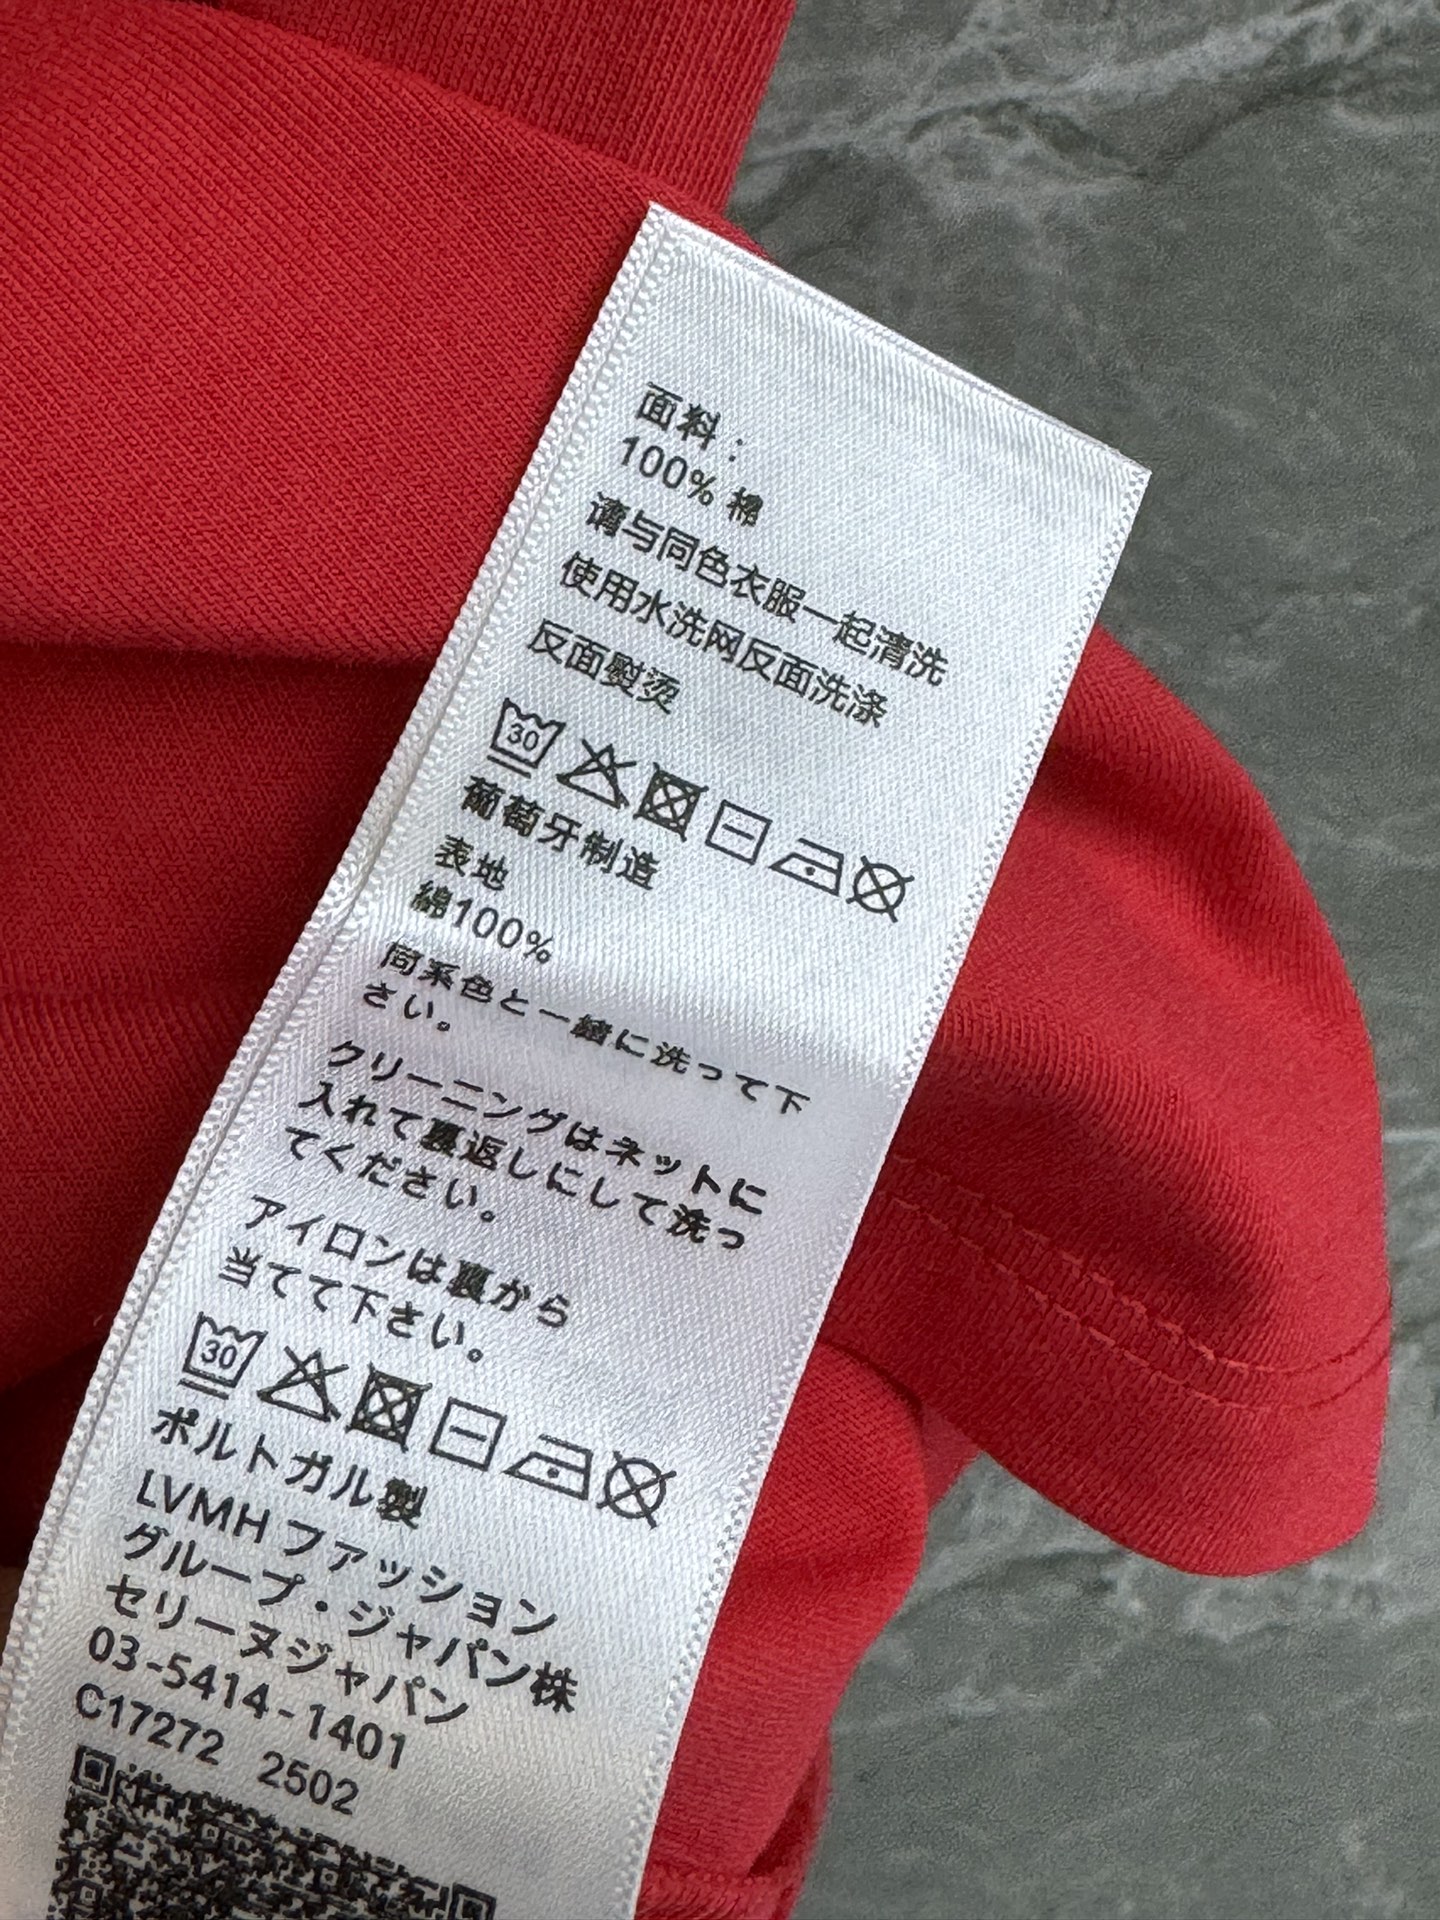 面料：
100% 棉
请与同色衣服一起清洗
使用水洗网反面洗涤
反面熨烫
30
葡萄牙制造
表地
綿100%
同系色と一緒に洗って下
さい。
クリーニングはネットに
入れて裏返しにして洗っ
てください。
アイロンは裏から
当てて下さい。
30
ポルトガル製
LVMH ファッション
グループ・ジャパン株
セリーヌジャパン
03-5414-1401
C17272 2502